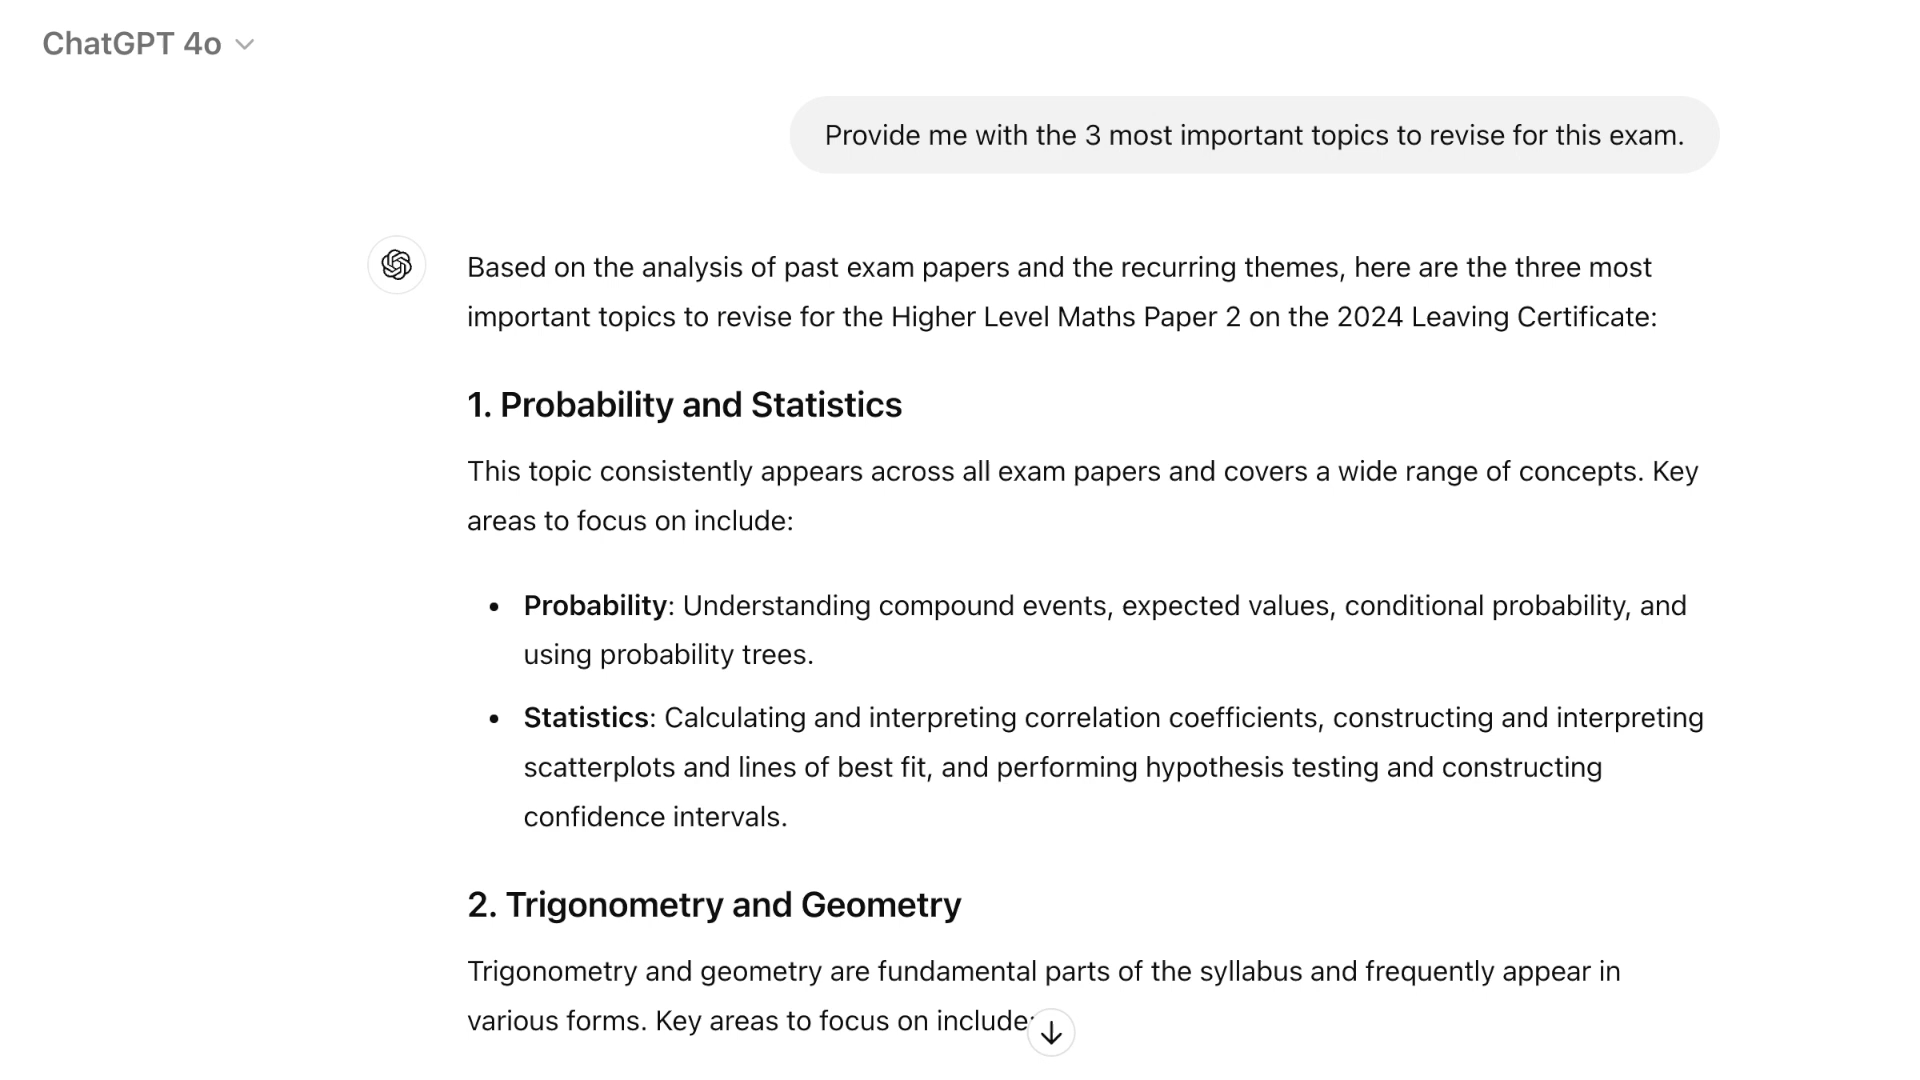 ChatGPT 4o
Provide me with the 3 most important topics to revise for this exam.
Based on the analysis of past exam papers and the recurring themes, here are the three most
important topics to revise for the Higher Level Maths Paper 2 on the 2024 Leaving Certificate:
1. Probability and Statistics
This topic consistently appears across all exam papers and covers a wide range of concepts. Key
areas to focus on include:
• Probability: Understanding compound events, expected values, conditional probability, and
using probability trees.
• Statistics: Calculating and interpreting correlation coefficients, constructing and interpreting
scatterplots and lines of best fit, and performing hypothesis testing and constructing
confidence intervals.
2. Trigonometry and Geometry
Trigonometry and geometry are fundamental parts of the syllabus and frequently appear in
various forms. Key areas to focus on include: